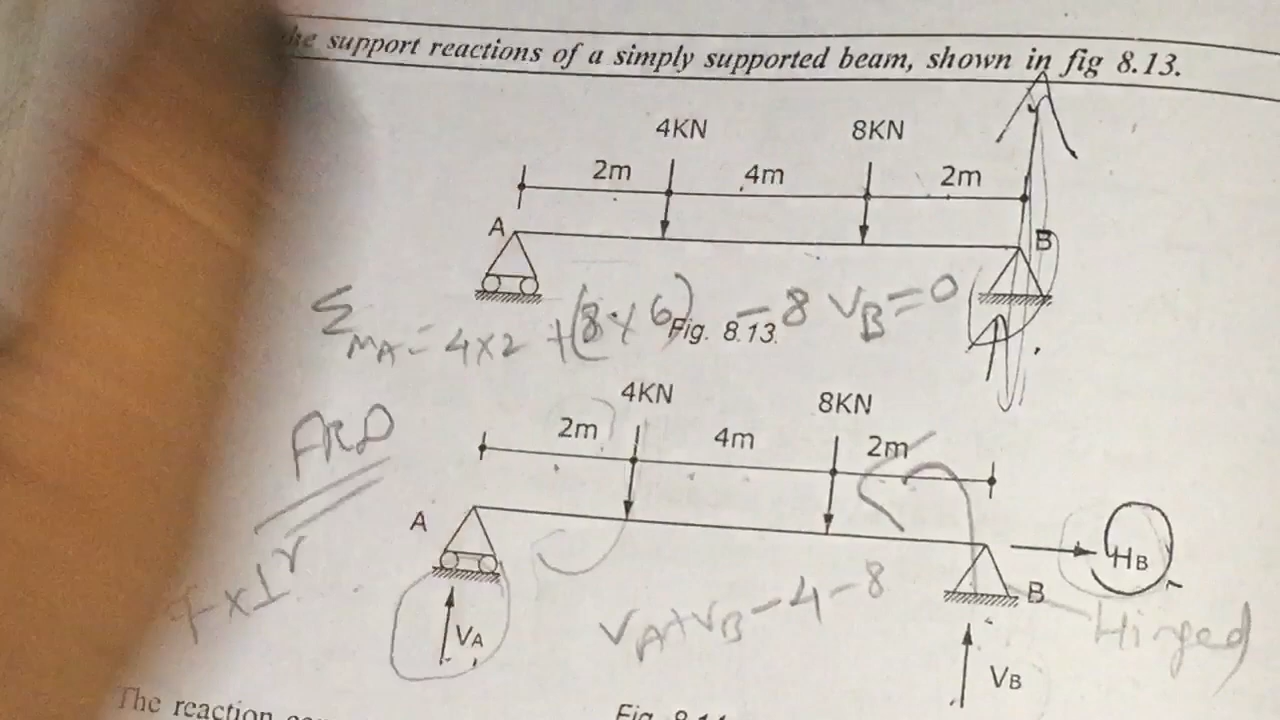 the support reactions of a simply supported beam, shown in fig 8.13.
4KN 8KN
2m 4m 2m
A B
Σ MA = 4×2 + (8×6) - 8 VB = 0
Fig. 8.13.
4KN 8KN
2m 4m 2m
A
HB
B
VA+VB-4-8
Hinged
VA
VB
The reaction
Fig. 8.14